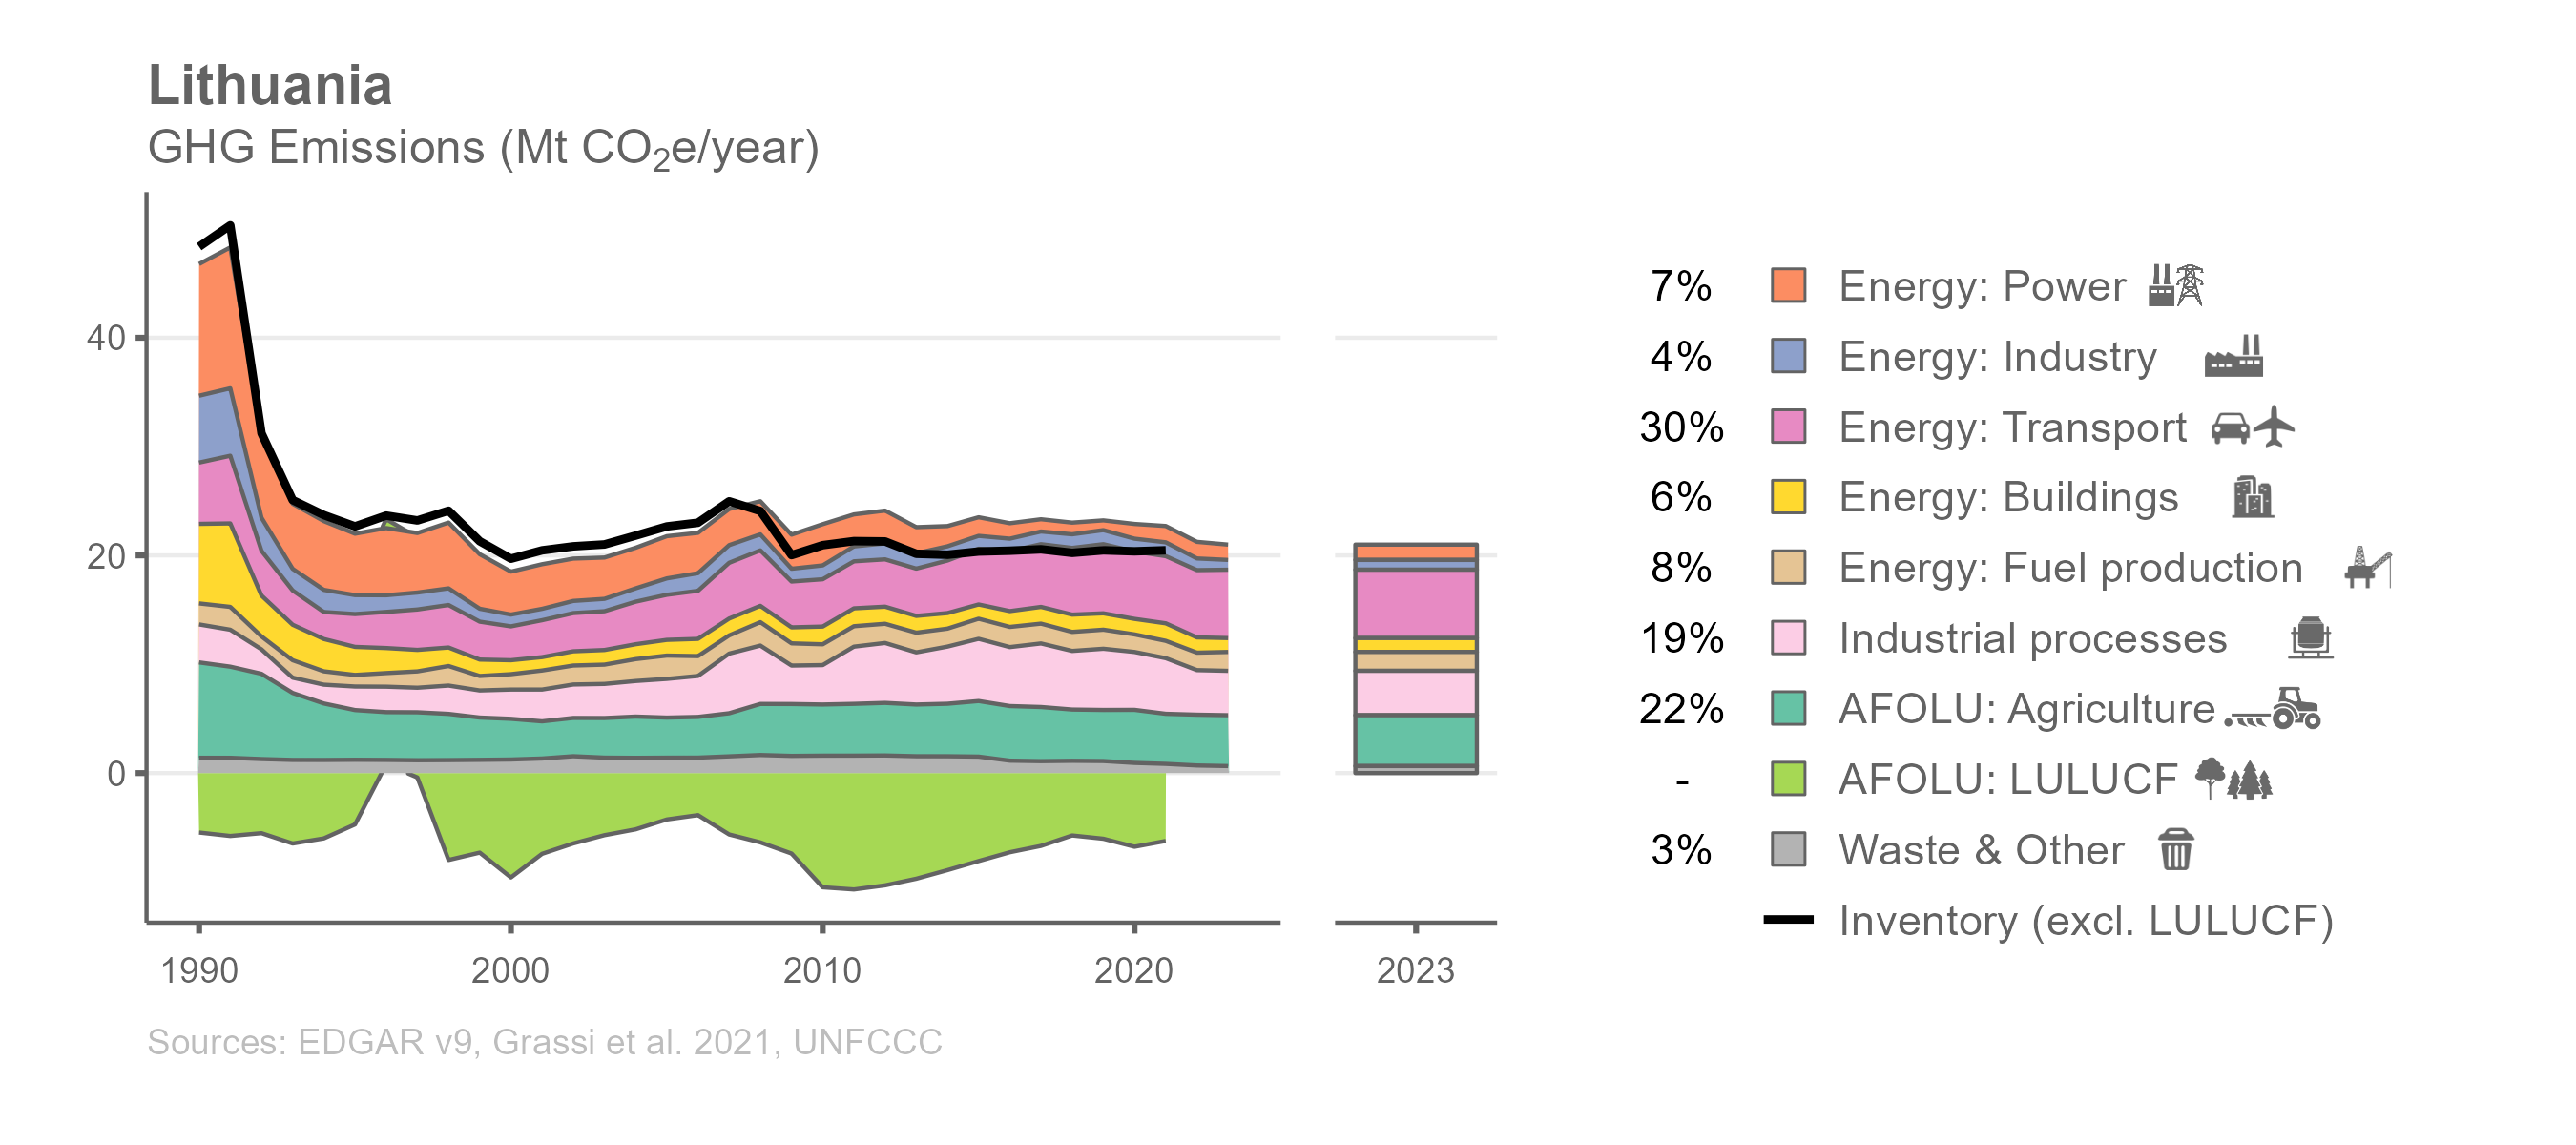 Lithuania
GHG Emissions (Mt CO₂e/year)
40
20
0
1990
2000
2010
2020
2023
7% Energy: Power
4% Energy: Industry
30% Energy: Transport
6% Energy: Buildings
8% Energy: Fuel production
19% Industrial processes
22% AFOLU: Agriculture
- AFOLU: LULUCF
3% Waste & Other
Inventory (excl. LULUCF)
Sources: EDGAR v9, Grassi et al. 2021, UNFCCC